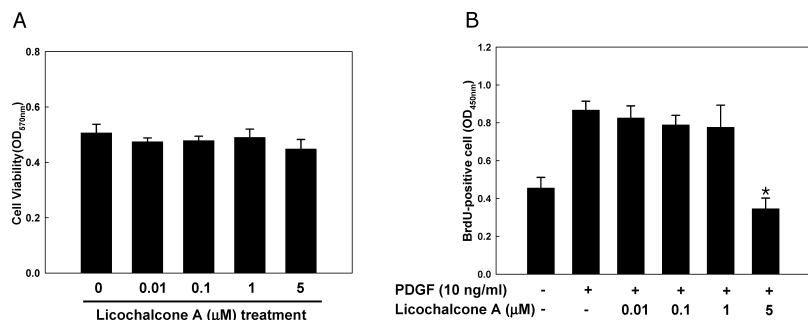 A
Cell Viability(OD570nm)
0.8
0.6
0.4
0.2
0.0
0 0.01 0.1 1 5
Licochalcone A (μM) treatment
B
BrdU-positive cell (OD450nm)
1.2
1.0
0.8
0.6
0.4
0.2
0.0
*
PDGF (10 ng/ml) - + + + + +
Licochalcone A (μM) - - 0.01 0.1 1 5